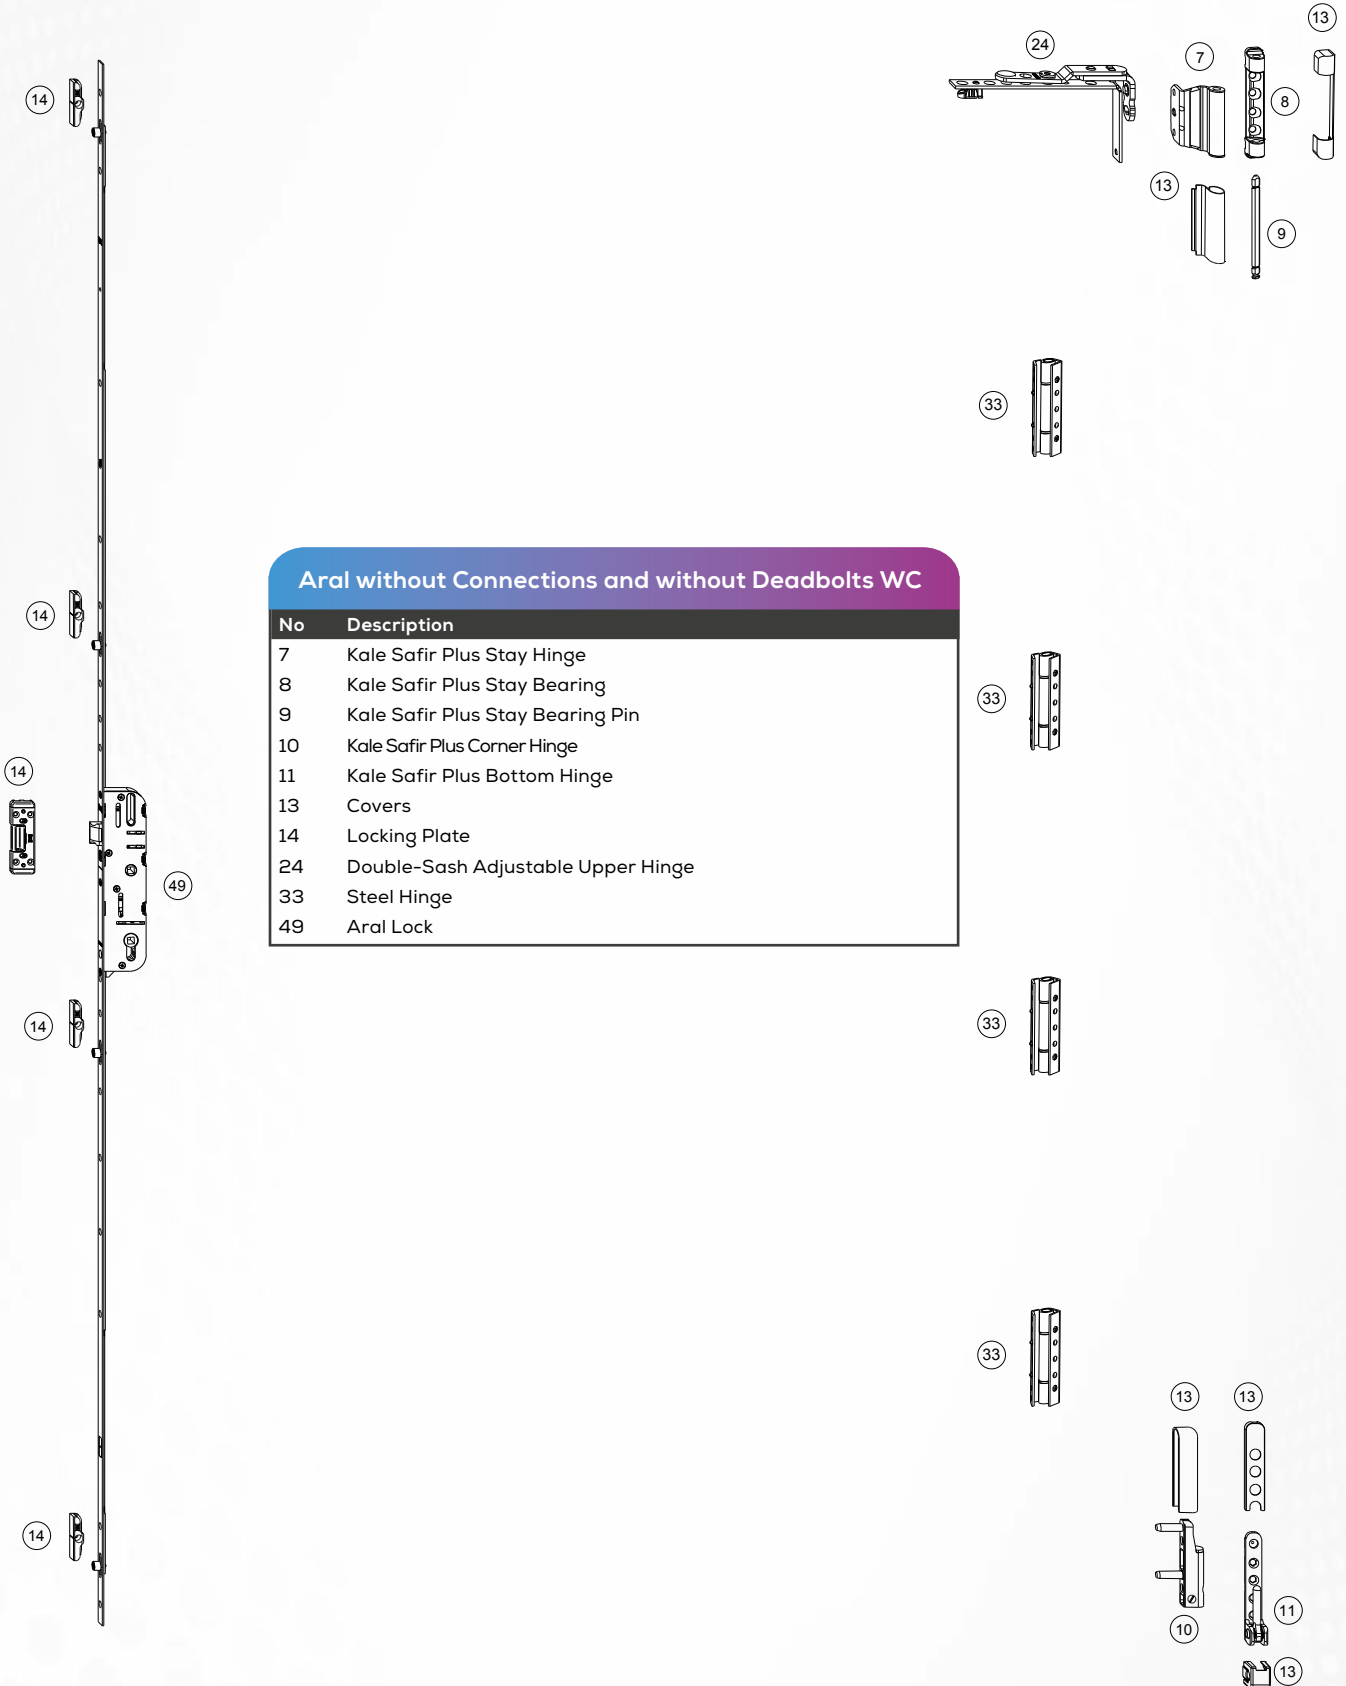 13
24
7
14
8
13
9
33
Aral without Connections and without Deadbolts WC
No Description
7 Kale Safir Plus Stay Hinge
14
8 Kale Safir Plus Stay Bearing
33
9 Kale Safir Plus Stay Bearing Pin
10 Kale Safir Plus Corner Hinge
14
11 Kale Safir Plus Bottom Hinge
13 Covers
14 Locking Plate
24 Double-Sash Adjustable Upper Hinge
49
33 Steel Hinge
49 Aral Lock
33
14
33
13 13
14
11
10
13